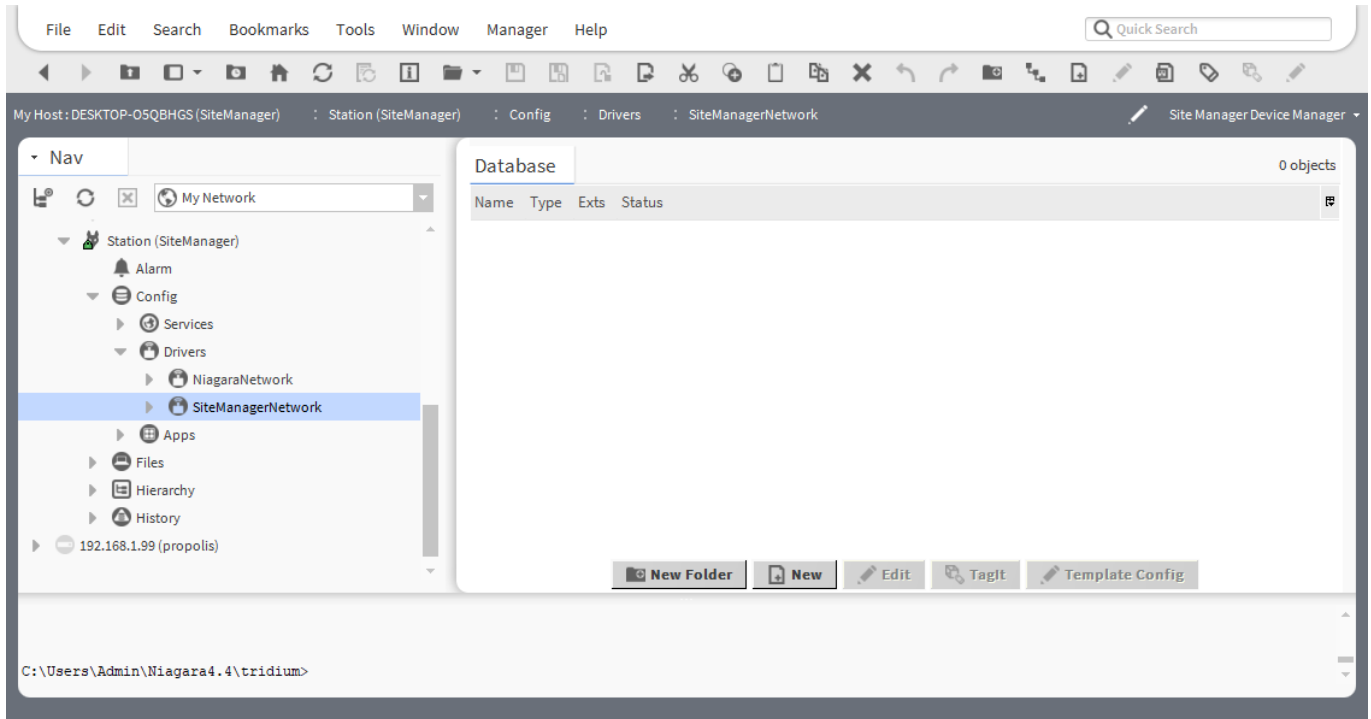 File Edit Search Bookmarks Tools Window Manager Help
Quick Search
My Host : DESKTOP-O5QBHGS (SiteManager) : Station (SiteManager) : Config : Drivers : SiteManagerNetwork
Site Manager Device Manager
Nav
My Network
Station (SiteManager)
Alarm
Config
Services
Drivers
NiagaraNetwork
SiteManagerNetwork
Apps
Files
Hierarchy
History
192.168.1.99 (propolis)
Database
0 objects
Name Type Exts Status
New Folder New Edit TagIt Template Config
C:\Users\Admin\Niagara4.4\tridium>